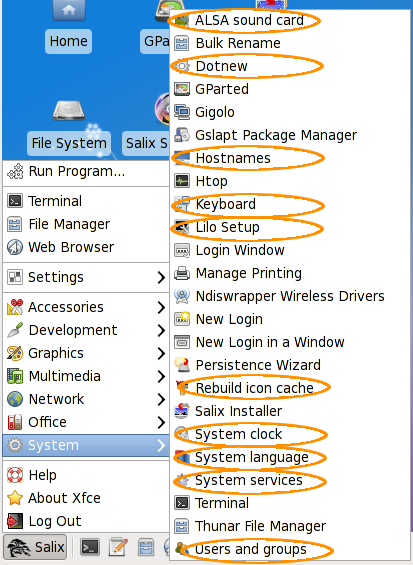 Home
GPa
File System
Salix S
Run Program...
Terminal
File Manager
Web Browser
Settings
Accessories
Development
Graphics
Multimedia
Network
Office
System
Help
About Xfce
Log Out
Salix
ALSA sound card
Bulk Rename
Dotnew
GParted
Gigolo
Gslapt Package Manager
Hostnames
Htop
Keyboard
Lilo Setup
Login Window
Manage Printing
Ndiswrapper Wireless Drivers
New Login
New Login in a Window
Persistence Wizard
Rebuild icon cache
Salix Installer
System clock
System language
System services
Terminal
Thunar File Manager
Users and groups